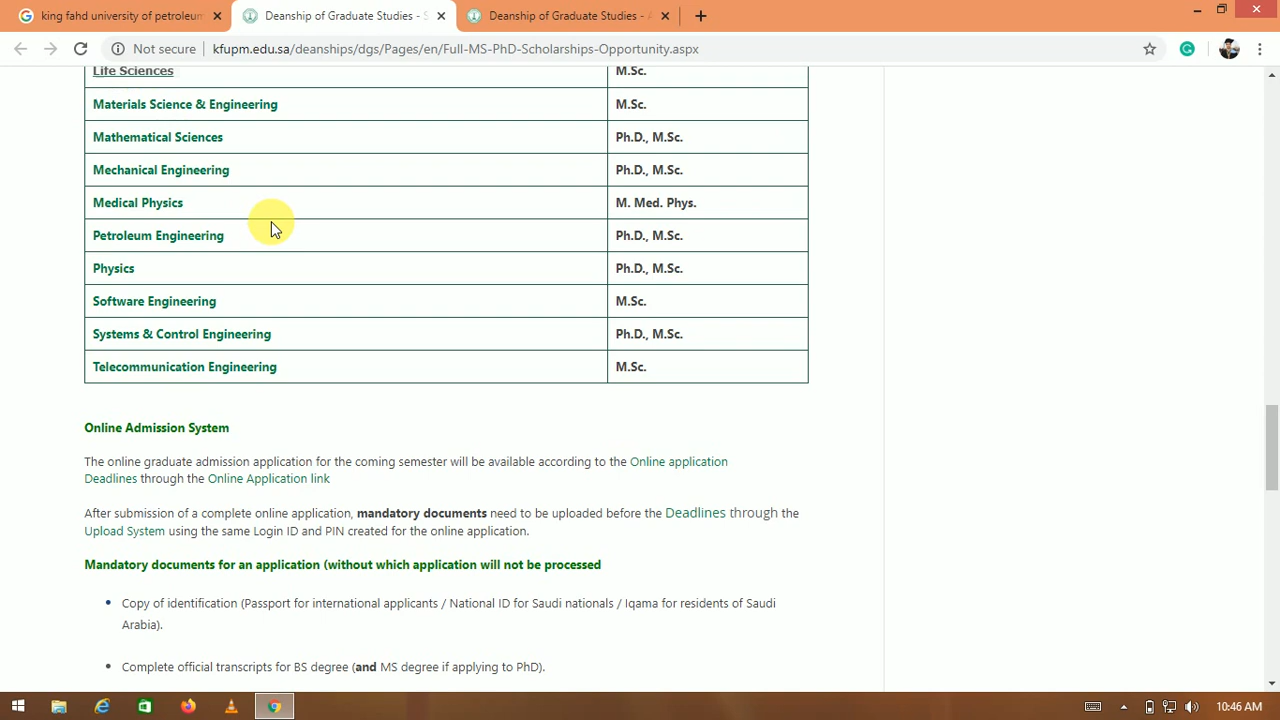 king fahd university of petroleum
Deanship of Graduate Studies - S
Deanship of Graduate Studies - A
Not secure
kfupm.edu.sa/deanships/dgs/Pages/en/Full-MS-PhD-Scholarships-Opportunity.aspx
Life Sciences M.Sc.
Materials Science & Engineering M.Sc.
Mathematical Sciences Ph.D., M.Sc.
Mechanical Engineering Ph.D., M.Sc.
Medical Physics M. Med. Phys.
Petroleum Engineering Ph.D., M.Sc.
Physics Ph.D., M.Sc.
Software Engineering M.Sc.
Systems & Control Engineering Ph.D., M.Sc.
Telecommunication Engineering M.Sc.
Online Admission System
The online graduate admission application for the coming semester will be available according to the Online application
Deadlines through the Online Application link
After submission of a complete online application, mandatory documents need to be uploaded before the Deadlines through the
Upload System using the same Login ID and PIN created for the online application.
Mandatory documents for an application (without which application will not be processed
Copy of identification (Passport for international applicants / National ID for Saudi nationals / Iqama for residents of Saudi
Arabia).
Complete official transcripts for BS degree (and MS degree if applying to PhD).
10:46 AM